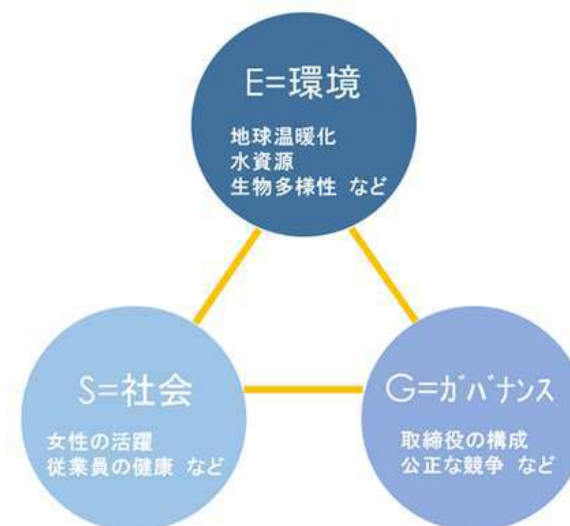 E=環境
地球温暖化
水資源
生物多様性 など
S=社会
女性の活躍
従業員の健康 など
G=ガバナンス
取締役の構成
公正な競争 など